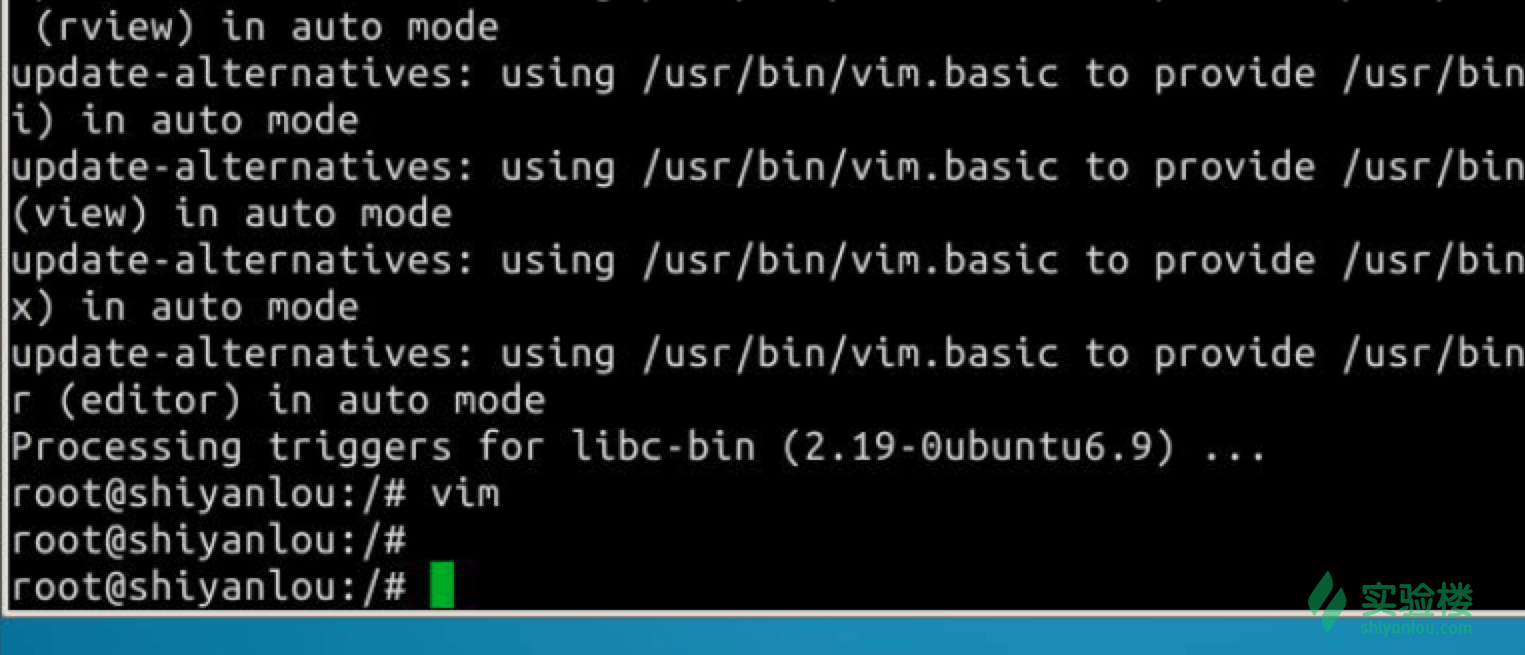 (rview) in auto mode
update-alternatives: using /usr/bin/vim.basic to provide /usr/bin
i) in auto mode
update-alternatives: using /usr/bin/vim.basic to provide /usr/bin
(view) in auto mode
update-alternatives: using /usr/bin/vim.basic to provide /usr/bin
x) in auto mode
update-alternatives: using /usr/bin/vim.basic to provide /usr/bin
r (editor) in auto mode
Processing triggers for libc-bin (2.19-0ubuntu6.9) ...
root@shiyanlou:/# vim
root@shiyanlou:/#
root@shiyanlou:/#
实验楼
shiyanlou.com